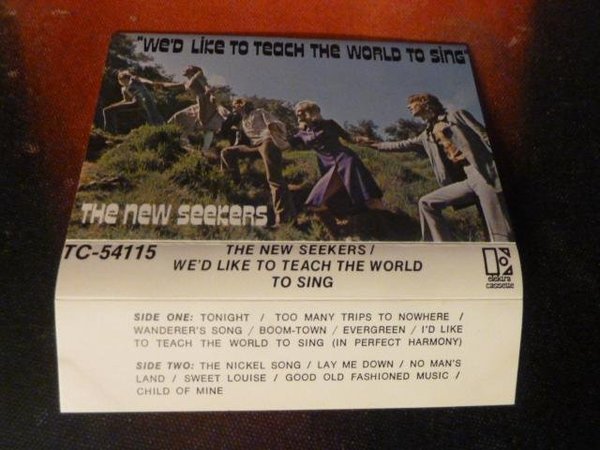 "WE'D LIKE TO TEACH THE WORLD TO SING"
THE NEW SEEKERS
TC-54115
THE NEW SEEKERS /
WE'D LIKE TO TEACH THE WORLD
TO SING
elektra
cassette
SIDE ONE: TONIGHT / TOO MANY TRIPS TO NOWHERE /
WANDERER'S SONG / BOOM-TOWN / EVERGREEN / I'D LIKE
TO TEACH THE WORLD TO SING (IN PERFECT HARMONY)
SIDE TWO: THE NICKEL SONG / LAY ME DOWN / NO MAN'S
LAND / SWEET LOUISE / GOOD OLD FASHIONED MUSIC /
CHILD OF MINE